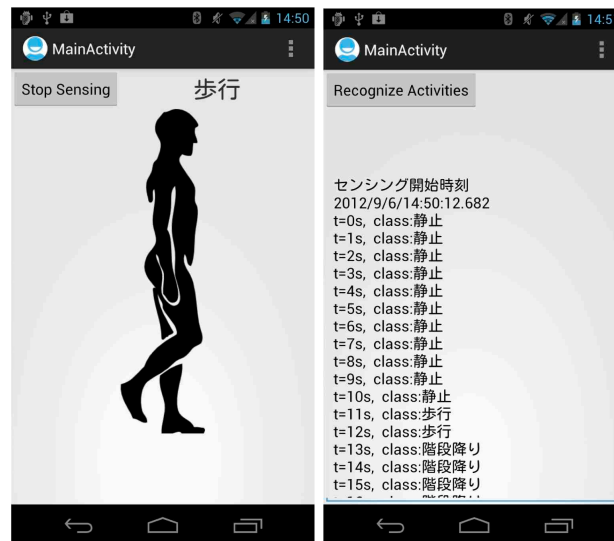 14:50
MainActivity
Stop Sensing
歩行
14:5
MainActivity
Recognize Activities
センシング開始時刻
2012/9/6/14:50:12.682
t=0s, class:静止
t=1s, class:静止
t=2s, class:静止
t=3s, class:静止
t=4s, class:静止
t=5s, class:静止
t=6s, class:静止
t=7s, class:静止
t=8s, class:静止
t=9s, class:静止
t=10s, class:静止
t=11s, class:歩行
t=12s, class:歩行
t=13s, class:階段降り
t=14s, class:階段降り
t=15s, class:階段降り